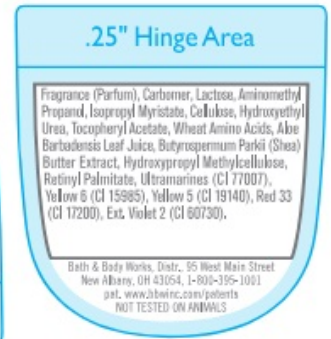 .25" Hinge Area
Fragrance (Parfum), Carbomer, Lactose, Aminomethyl
Propanol, Isopropyl Myristate, Cellulose, Hydroxyethyl
Urea, Tocopheryl Acetate, Wheat Amino Acids, Aloe
Barbadensis Leaf Juice, Butyrospermum Parkii (Shea)
Butter Extract, Hydroxypropyl Methylcellulose,
Retinyl Palmitate, Ultramarines (CI 77007),
Yellow 6 (CI 15985), Yellow 5 (CI 19140), Red 33
(CI 17200), Ext. Violet 2 (CI 60730).
Bath & Body Works, Distr., 95 West Main Street
New Albany, OH 43054, 1-800-395-1001
pat. www.bbwinc.com/patents
NOT TESTED ON ANIMALS